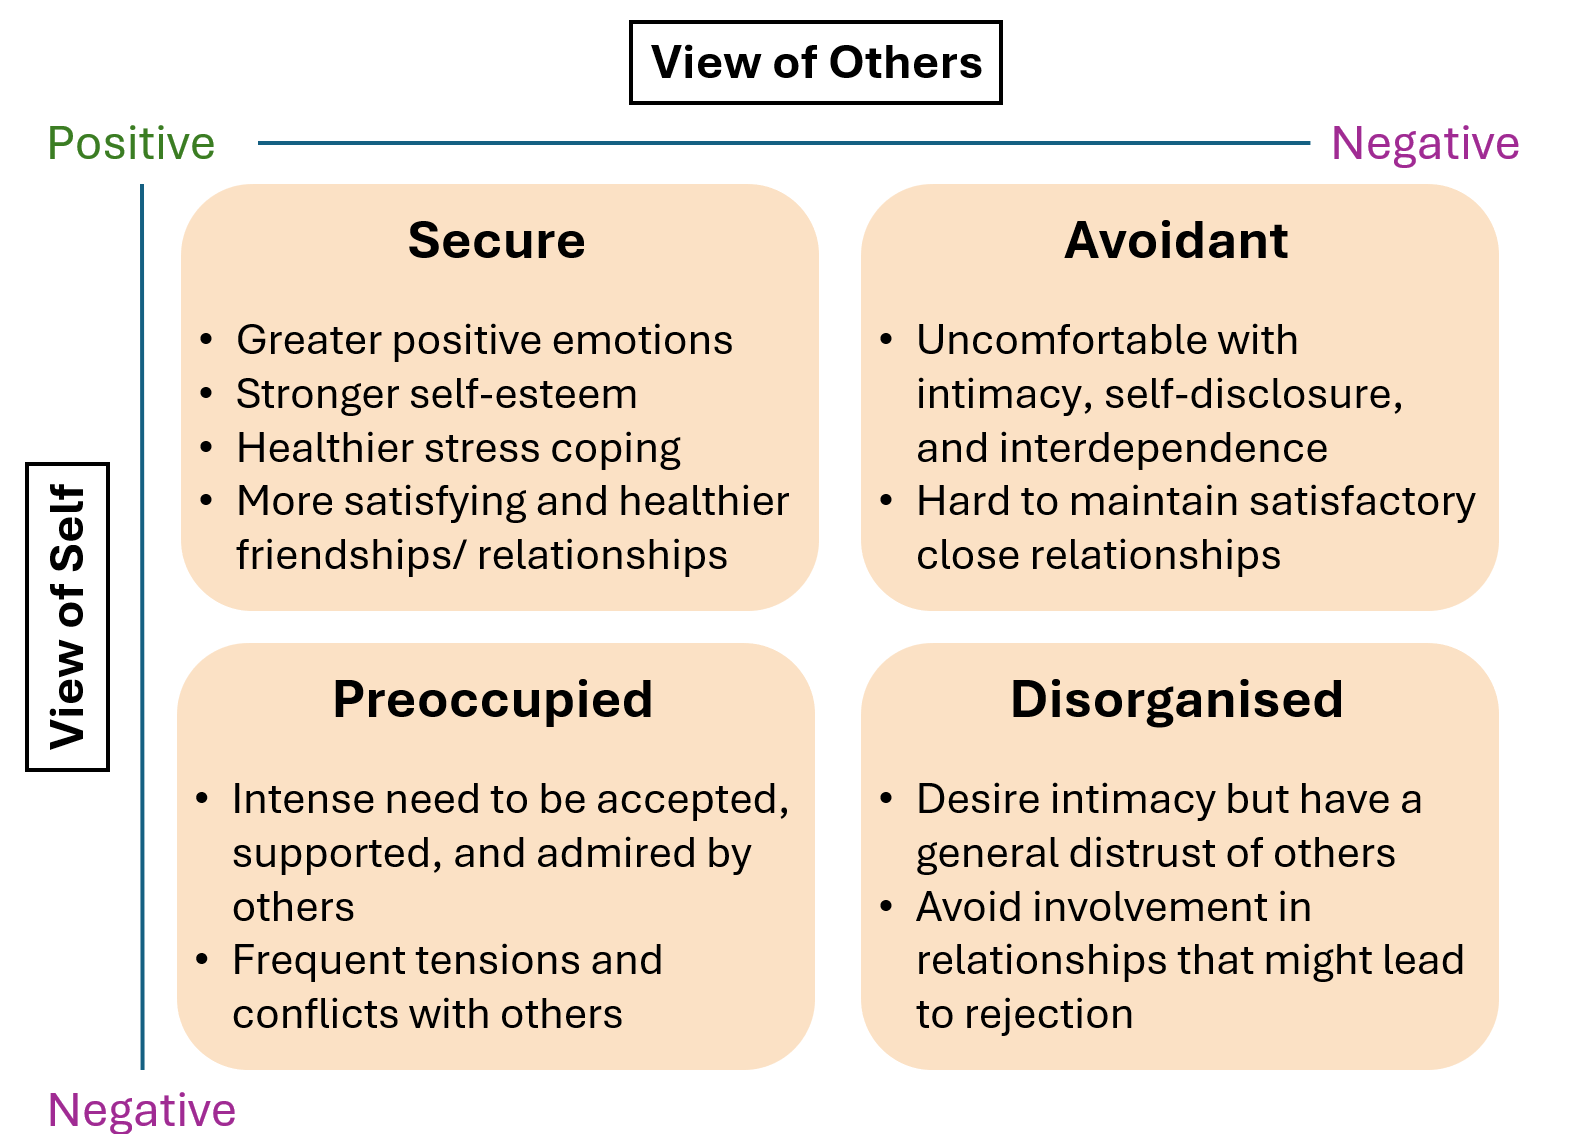 View of Others
Positive
Negative
View of Self
Secure
• Greater positive emotions
• Stronger self-esteem
• Healthier stress coping
• More satisfying and healthier
friendships/ relationships
Avoidant
• Uncomfortable with
intimacy, self-disclosure,
and interdependence
• Hard to maintain satisfactory
close relationships
Preoccupied
• Intense need to be accepted,
supported, and admired by
others
• Frequent tensions and
conflicts with others
Disorganised
• Desire intimacy but have a
general distrust of others
• Avoid involvement in
relationships that might lead
to rejection
Negative